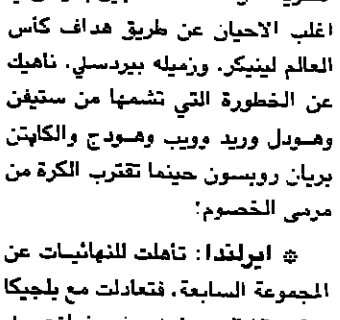 اغلب الاحيان عن طريق هداف كأس
العالم لينيكر. وزميله بيردسلي. ناهيك
عن الخطورة التي تشمها من ستيفن
وهودل وريد وويب وهودج والكابتن
بريان روبسون حينما تقترب الكرة من
مرمى الخصوم؛
* ايرلندا: تأهلت للنهائيات عن
المجموعة السابعة. فتعادلت مع بلجيكا